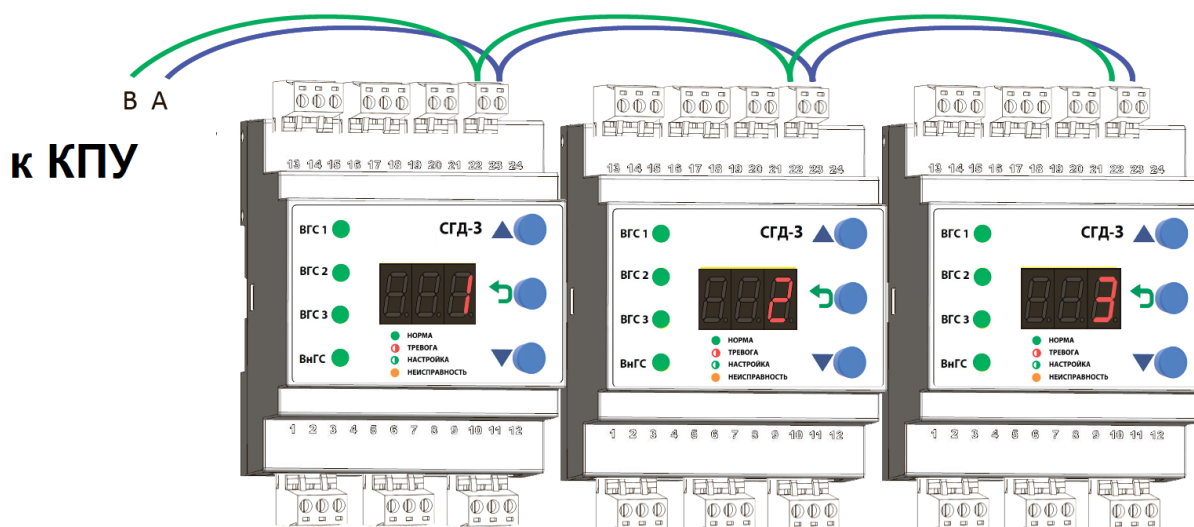 B A
к КПУ
13 14 15 16 17 18 19 20 21 22 23 24
ВГС 1
СГД-3
ВГС 2
1
ВГС 3
НОРМА
ТРЕВОГА
ВнГС
НАСТРОЙКА
НЕИСПРАВНОСТЬ
1 2 3 4 5 6 7 8 9 10 11 12
13 14 15 16 17 18 19 20 21 22 23 24
ВГС 1
СГД-3
ВГС 2
2
ВГС 3
НОРМА
ТРЕВОГА
ВнГС
НАСТРОЙКА
НЕИСПРАВНОСТЬ
1 2 3 4 5 6 7 8 9 10 11 12
13 14 15 16 17 18 19 20 21 22 23 24
ВГС 1
СГД-3
ВГС 2
3
ВГС 3
НОРМА
ТРЕВОГА
ВнГС
НАСТРОЙКА
НЕИСПРАВНОСТЬ
1 2 3 4 5 6 7 8 9 10 11 12